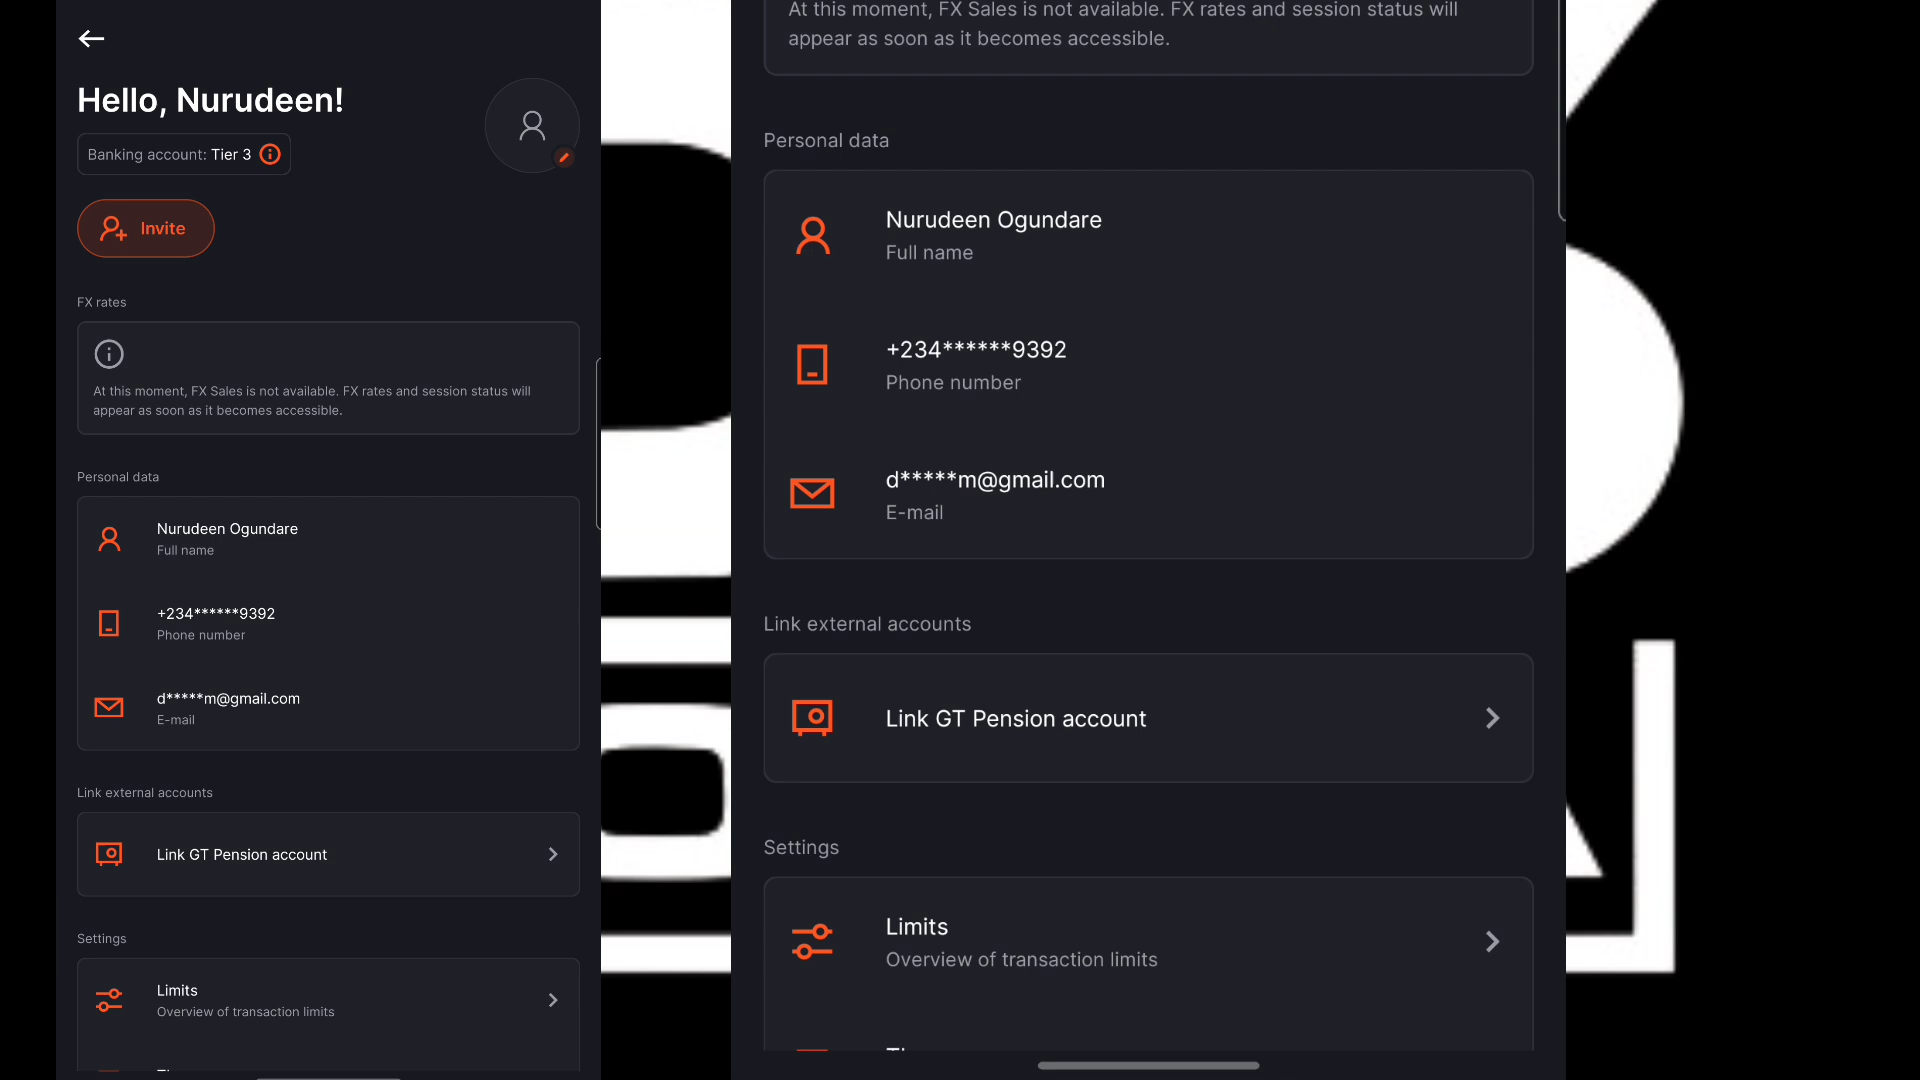 Hello, Nurudeen!
Banking account: Tier 3
Invite
FX rates
At this moment, FX Sales is not available. FX rates and session status will
appear as soon as it becomes accessible.
Personal data
Nurudeen Ogundare
Full name
+234******9392
Phone number
d*****m@gmail.com
E-mail
Link external accounts
Link GT Pension account
Settings
Limits
Overview of transaction limits
At this moment, FX Sales is not available. FX rates and session status will
appear as soon as it becomes accessible.
Personal data
Nurudeen Ogundare
Full name
+234******9392
Phone number
d*****m@gmail.com
E-mail
Link external accounts
Link GT Pension account
Settings
Limits
Overview of transaction limits